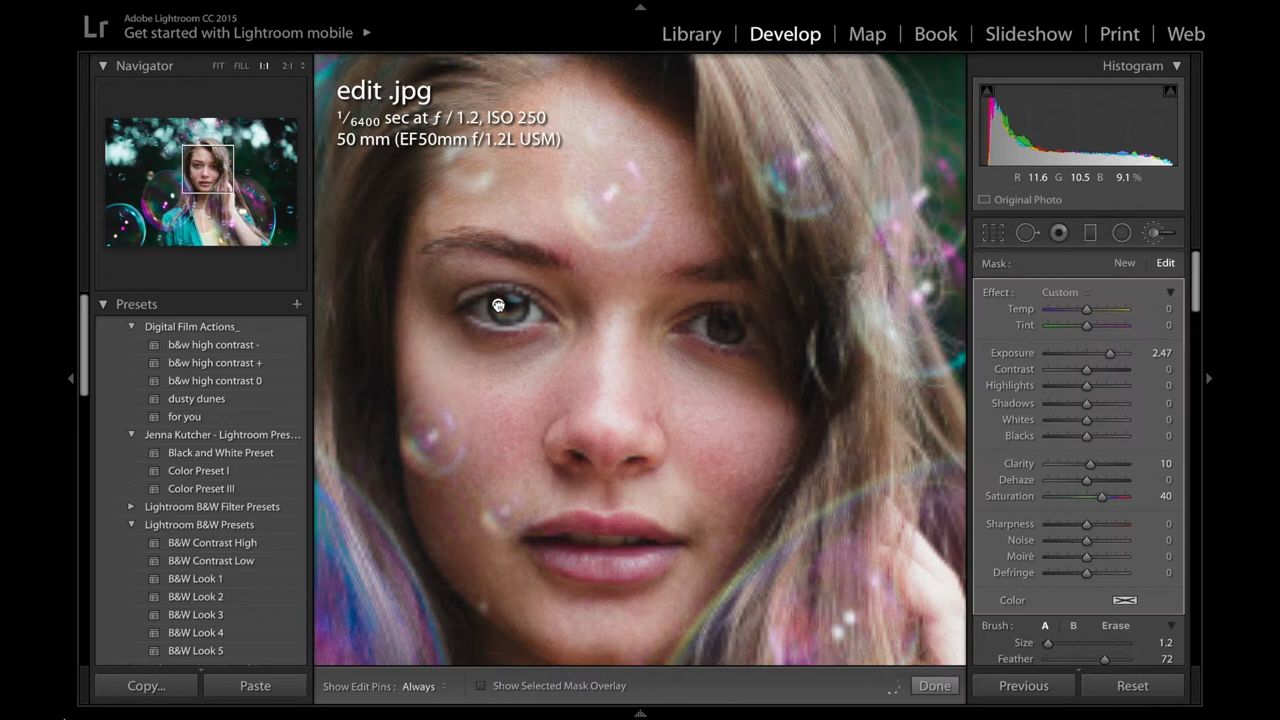 Lr
Adobe Lightroom CC 2015
Get started with Lightroom mobile
Library | Develop | Map | Book | Slideshow | Print | Web
Navigator FIT FILL 1:1 2:1
Presets +
Digital Film Actions_
b&w high contrast -
b&w high contrast +
b&w high contrast 0
dusty dunes
for you
Jenna Kutcher - Lightroom Pres...
Black and White Preset
Color Preset I
Color Preset III
Lightroom B&W Filter Presets
Lightroom B&W Presets
B&W Contrast High
B&W Contrast Low
B&W Look 1
B&W Look 2
B&W Look 3
B&W Look 4
B&W Look 5
Copy... Paste
edit .jpg
1/6400 sec at ƒ / 1.2, ISO 250
50 mm (EF50mm f/1.2L USM)
Show Edit Pins: Always Show Selected Mask Overlay Done
Histogram
R 11.6 G 10.5 B 9.1 %
Original Photo
Mask : New Edit
Effect : Custom
Temp 0
Tint 0
Exposure 2.47
Contrast 0
Highlights 0
Shadows 0
Whites 0
Blacks 0
Clarity 10
Dehaze 0
Saturation 40
Sharpness 0
Noise 0
Moiré 0
Defringe 0
Color
Brush : A B Erase
Size 1.2
Feather 72
Previous Reset